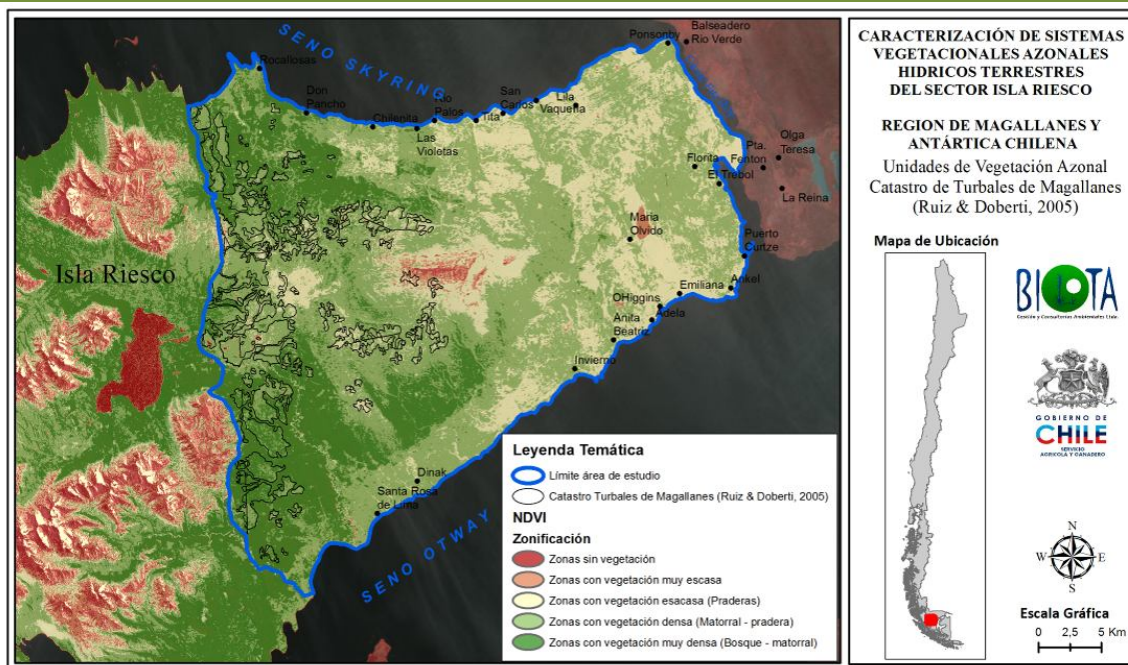 SENO SKYRING
Ponsonby
Balseadero
Rio Verde
Rocallosas
Don
Pancho
Chilenita
Las
Violetas
Rio
Palos
Tita
San
Carlos
Lila
Vaqueña
Florita
El Trebol
Pta.
Fenton
Olga
Teresa
La Reina
Maria
Olvido
Puerto
Curtze
Ankel
Emiliana
OHiggins
Adela
Anita
Beatriz
Invierno
Isla Riesco
Dinak
Santa Rosa
de Lima
SENO OTWAY
Leyenda Temática
Límite área de estudio
Catastro Turbales de Magallanes (Ruiz & Doberti, 2005)
NDVI
Zonificación
Zonas sin vegetación
Zonas con vegetación muy escasa
Zonas con vegetación esacasa (Praderas)
Zonas con vegetación densa (Matorral - pradera)
Zonas con vegetación muy densa (Bosque - matorral)
CARACTERIZACIÓN DE SISTEMAS
VEGETACIONALES AZONALES
HIDRICOS TERRESTRES
DEL SECTOR ISLA RIESCO
REGION DE MAGALLANES Y
ANTÁRTICA CHILENA
Unidades de Vegetación Azonal
Catastro de Turbales de Magallanes
(Ruiz & Doberti, 2005)
Mapa de Ubicación
BIOTA
Gestión y Consultorías Ambientales Ltda.
GOBIERNO DE
CHILE
SERVICIO
AGRICOLA Y GANADERO
N
W E
S
Escala Gráfica
0 2,5 5 Km